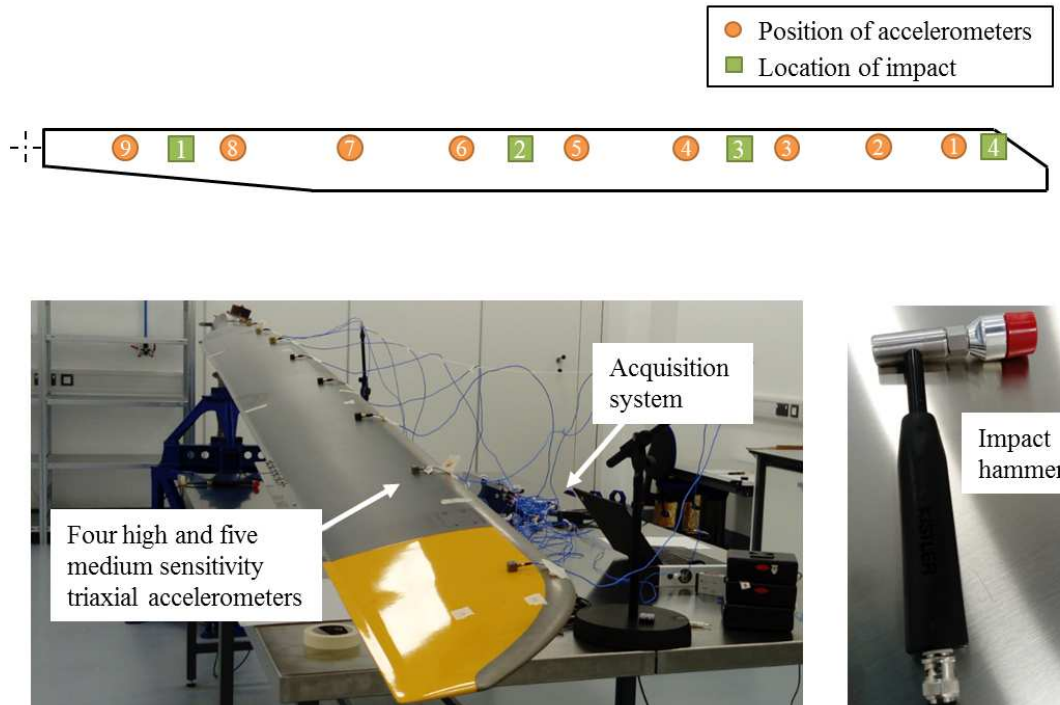 Position of accelerometers
Location of impact
9 1 8 7 6 2 5 4 3 3 2 1 4
Acquisition
system
Four high and five
medium sensitivity
triaxial accelerometers
Impact
hammer
KISTLER